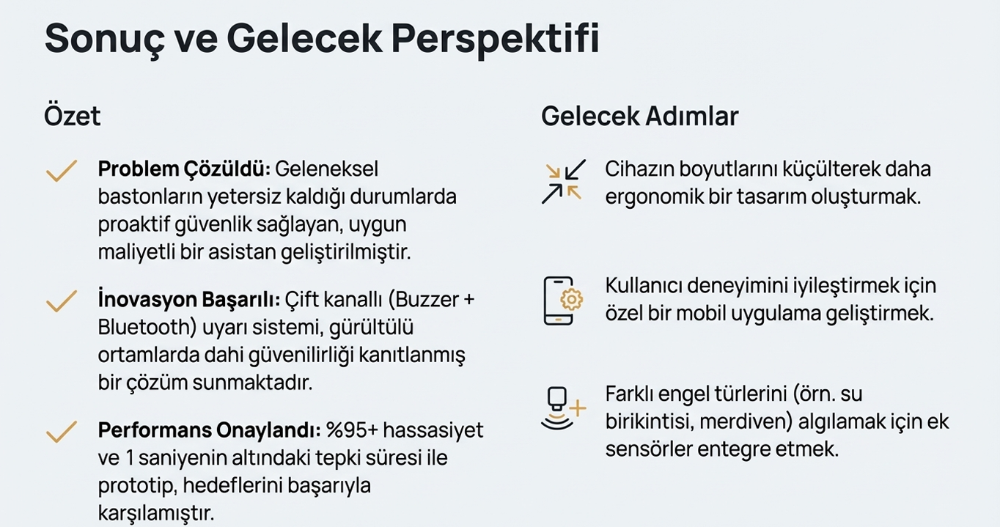 Sonuç ve Gelecek Perspektifi
Özet
Problem Çözüldü: Geleneksel
bastonların yetersiz kaldığı durumlarda
proaktif güvenlik sağlayan, uygun
maliyetli bir asistan geliştirilmiştir.
İnovasyon Başarılı: Çift kanallı (Buzzer +
Bluetooth) uyarı sistemi, gürültülü
ortamlarda dahi güvenilirliği kanıtlanmış
bir çözüm sunmaktadır.
Performans Onaylandı: %95+ hassasiyet
ve 1 saniyenin altındaki tepki süresi ile
prototip, hedeflerini başarıyla
karşılamıştır.
Gelecek Adımlar
Cihazın boyutlarını küçülterek daha
ergonomik bir tasarım oluşturmak.
Kullanıcı deneyimini iyileştirmek için
özel bir mobil uygulama geliştirmek.
Farklı engel türlerini (örn. su
birikintisi, merdiven) algılamak için ek
sensörler entegre etmek.